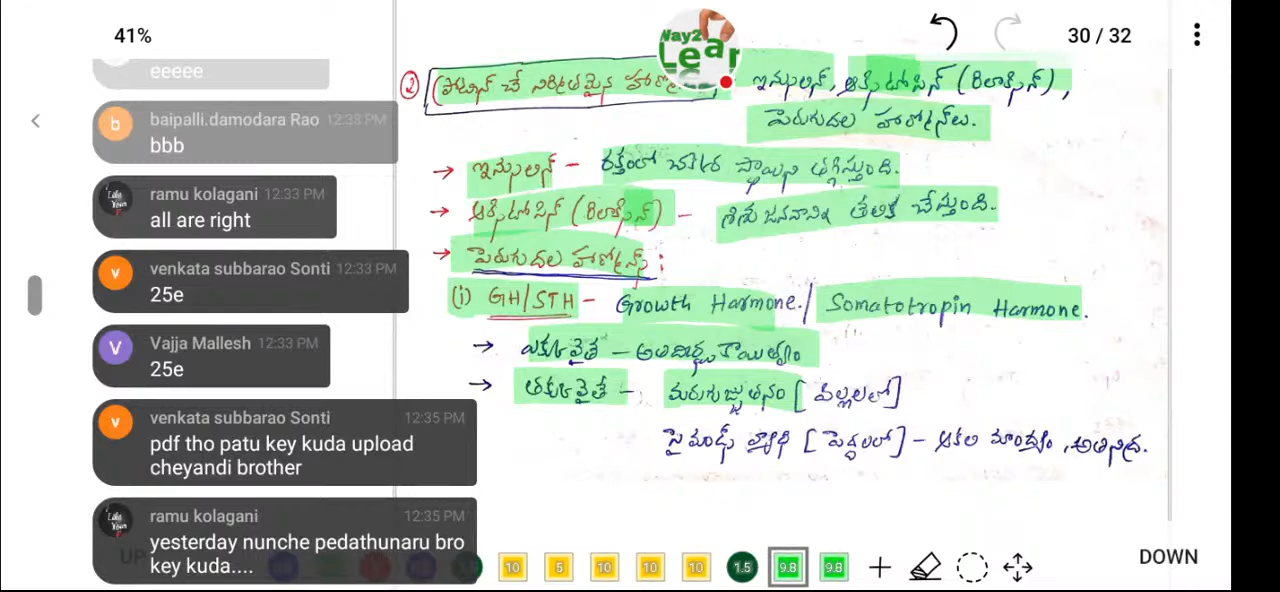 41%
30 / 32
Way2
Lear
eeeee
baipalli.damodara Rao 12:33 PM
bbb
ramu kolagani 12:33 PM
all are right
venkata subbarao Sonti 12:33 PM
25e
Vajja Mallesh 12:33 PM
25e
venkata subbarao Sonti 12:35 PM
pdf tho patu key kuda upload
cheyandi brother
ramu kolagani 12:35 PM
yesterday nunche pedathunaru bro
key kuda....
② ప్రోటీన్ చే నిర్మితమైన ఇన్సులిన్, ఆక్సిటోసిన్ (రిలాక్సిన్),
పెరుగుదల హార్మోన్‌లు.
→ ఇన్సులిన్ - రక్తంలో చక్కెర స్థాయిని తగ్గిస్తుంది.
→ ఆక్సిటోసిన్ (రిలాక్సిన్) - శిశు జననాన్ని తేలిక చేస్తుంది.
→ పెరుగుదల హార్మోన్స్ :
(i) GH/STH - Growth Harmone. / Somatotropin Harmone.
→ ఎక్కువైతే - అతిదీర్ఘకాయత్వం
→ తక్కువైతే - మరుగుజ్జుతనం [పిల్లలలో]
సైమండ్స్ వ్యాధి [పెద్దలలో] - ఆకలి మాంద్యం, అతినిద్ర.
10 5 10 10 10 1.5 9.8 9.8
DOWN